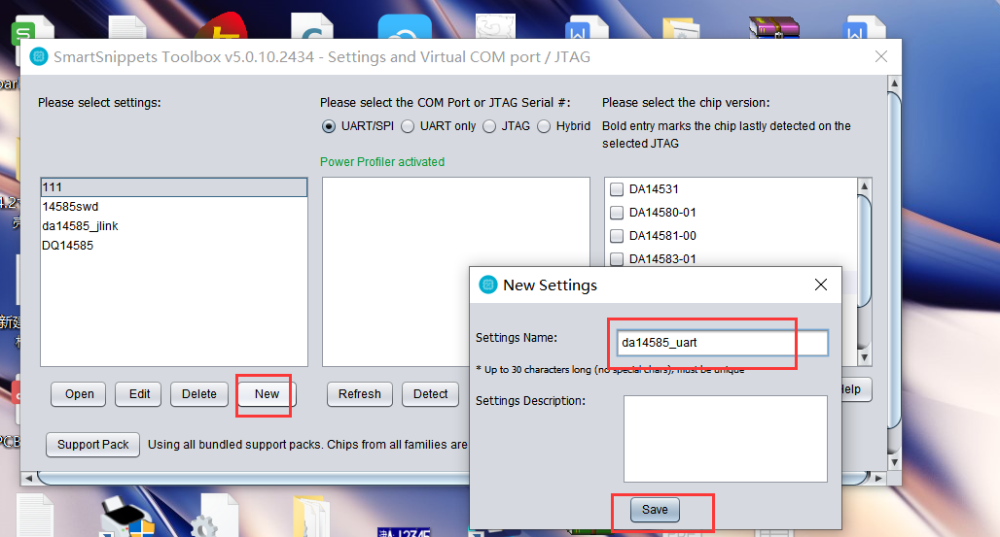 SmartSnippets Toolbox v5.0.10.2434 - Settings and Virtual COM port / JTAG
Please select settings:
Please select the COM Port or JTAG Serial #:
Please select the chip version:
UART/SPI
UART only
JTAG
Hybrid
Bold entry marks the chip lastly detected on the
selected JTAG
Power Profiler activated
111
14585swd
da14585_jlink
DQ14585
DA14531
DA14580-01
DA14581-00
DA14583-01
New Settings
Settings Name:
da14585_uart
* Up to 30 characters long (no special chars), must be unique
Settings Description:
Open
Edit
Delete
New
Refresh
Detect
Help
Support Pack
Using all bundled support packs. Chips from all families are
Save
新建
PCB
12345